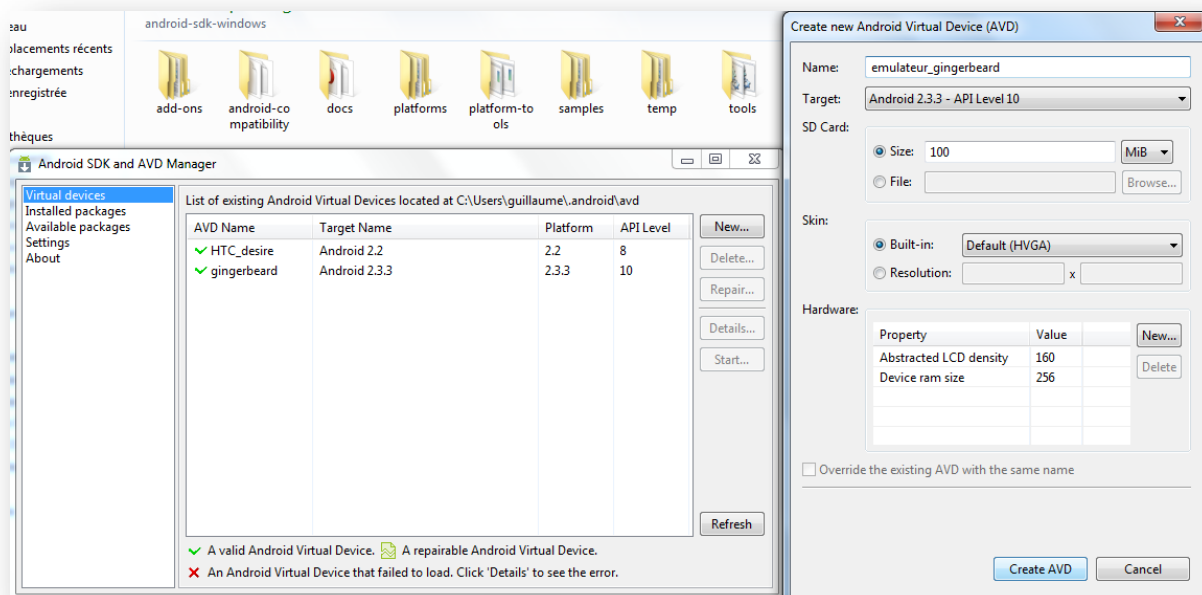 android-sdk-windows
placements récents
enregistrée
add-ons
android-co
mpatibility
docs
platforms
platform-to
ols
samples
temp
tools
Android SDK and AVD Manager
Virtual devices
Installed packages
Available packages
Settings
About
List of existing Android Virtual Devices located at C:\Users\guillaume\.android\avd
AVD Name Target Name Platform API Level
HTC_desire Android 2.2 2.2 8
gingerbeard Android 2.3.3 2.3.3 10
New...
Delete...
Repair...
Details...
Start...
Refresh
A valid Android Virtual Device. A repairable Android Virtual Device.
An Android Virtual Device that failed to load. Click 'Details' to see the error.
Create new Android Virtual Device (AVD)
Name: emulateur_gingerbeard
Target: Android 2.3.3 - API Level 10
SD Card:
Size: 100 MiB
File: Browse...
Skin:
Built-in: Default (HVGA)
Resolution: x
Hardware:
Property Value New...
Abstracted LCD density 160
Delete
Device ram size 256
Override the existing AVD with the same name
Create AVD Cancel